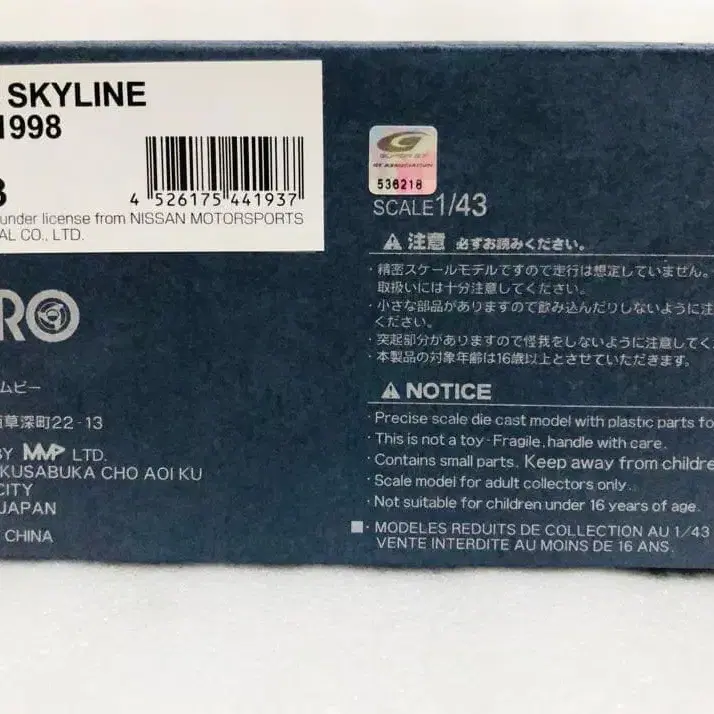 SKYLINE
1998
3
4 526175 441937
under license from NISSAN MOTORSPORTS
AL CO., LTD.
SUPER GT
GT ASSOCIATION
536218
SCALE 1/43
注意 必ずお読みください。
・精密スケールモデルですので走行は想定していません。
取扱いには十分注意してください。
・小さな部品がありますので飲み込んだりしないように注
ください。
・突起部分がありますので怪我をしないように注意してく
・本製品の対象年齢は16歳以上とさせていただきます。
RO
ムピー
草深町22-13
BY MMP LTD.
KUSABUKA CHO AOI KU
CITY
JAPAN
CHINA
NOTICE
・Precise scale die cast model with plastic parts fo
・This is not a toy・Fragile, handle with care.
・Contains small parts. Keep away from childre
・Scale model for adult collectors only.
・Not suitable for children under 16 years of age.
・MODELES REDUITS DE COLLECTION AU 1/43
VENTE INTERDITE AU MOINS DE 16 ANS.